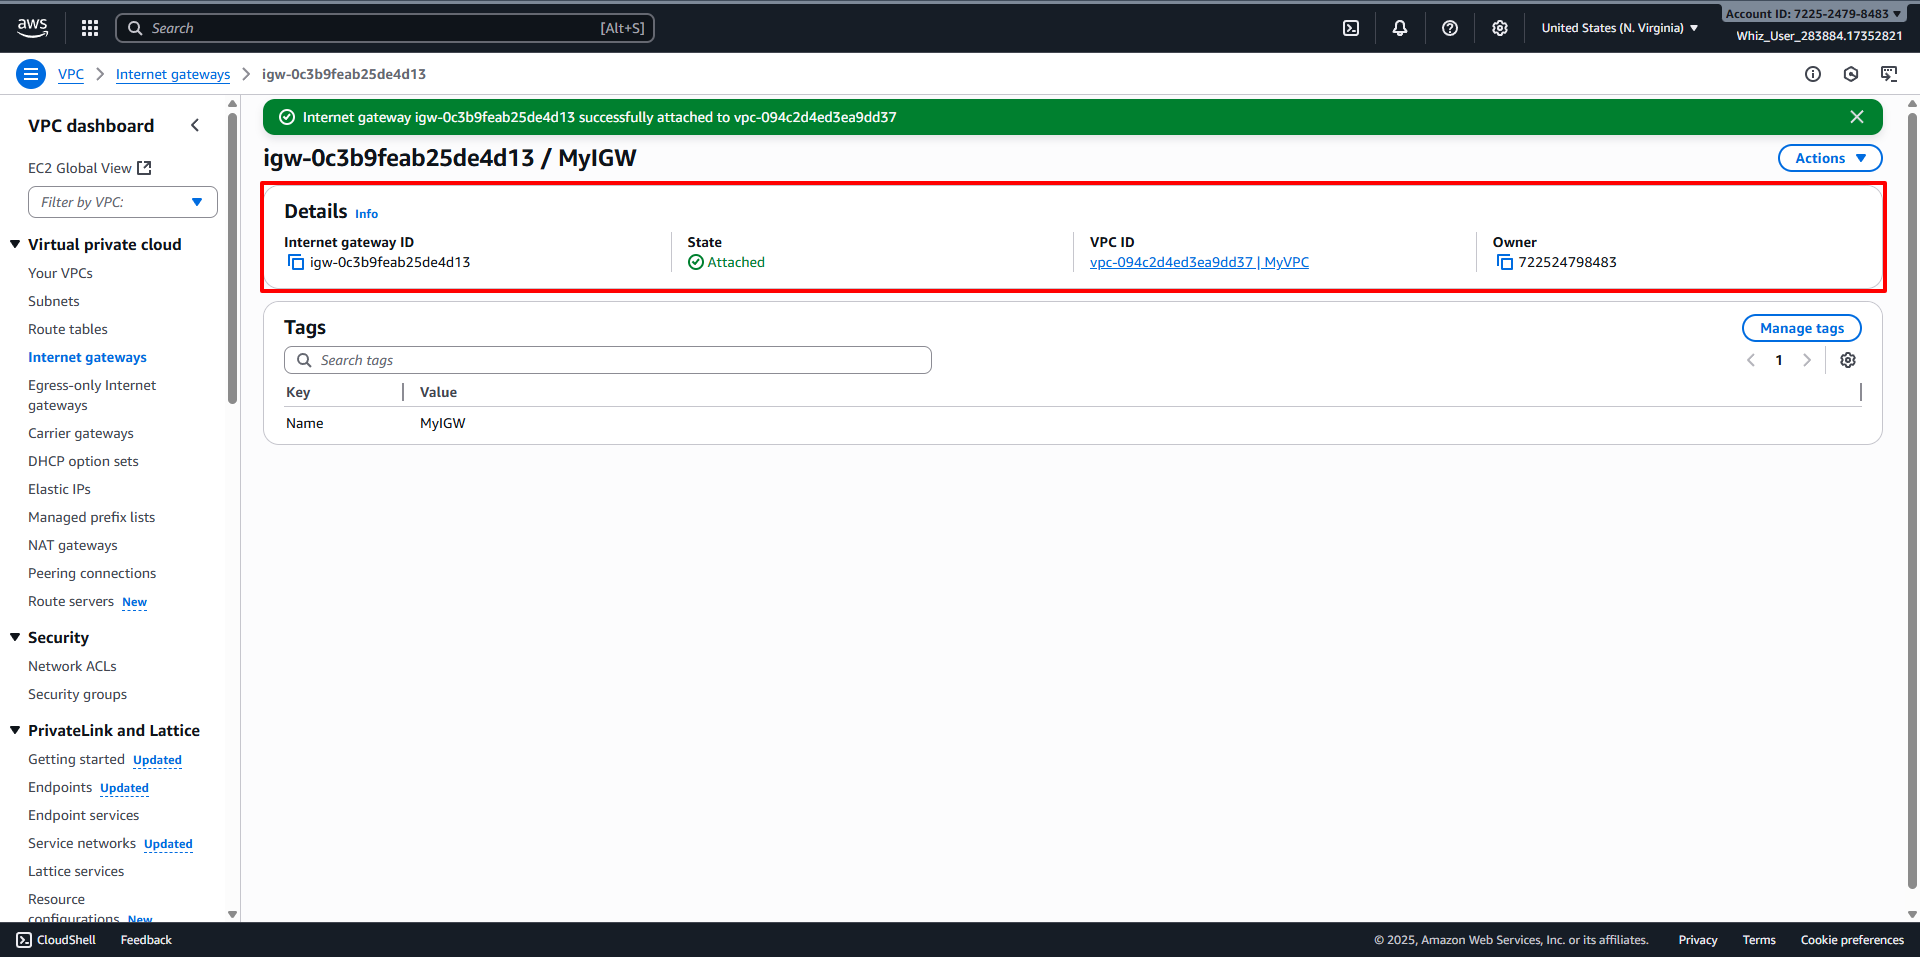 aws
Search [Alt+S]
United States (N. Virginia)
Account ID: 7225-2479-8483
Whiz_User_283884.17352821
VPC
Internet gateways
igw-0c3b9feab25de4d13
VPC dashboard
EC2 Global View
Filter by VPC:
Virtual private cloud
Your VPCs
Subnets
Route tables
Internet gateways
Egress-only Internet
gateways
Carrier gateways
DHCP option sets
Elastic IPs
Managed prefix lists
NAT gateways
Peering connections
Route servers New
Security
Network ACLs
Security groups
PrivateLink and Lattice
Getting started Updated
Endpoints Updated
Endpoint services
Service networks Updated
Lattice services
Resource
configurations New
Internet gateway igw-0c3b9feab25de4d13 successfully attached to vpc-094c2d4ed3ea9dd37
igw-0c3b9feab25de4d13 / MyIGW
Actions
Details Info
Internet gateway ID
igw-0c3b9feab25de4d13
State
Attached
VPC ID
vpc-094c2d4ed3ea9dd37 | MyVPC
Owner
722524798483
Tags
Manage tags
Search tags
1
Key Value
Name MyIGW
CloudShell Feedback
© 2025, Amazon Web Services, Inc. or its affiliates. Privacy Terms Cookie preferences